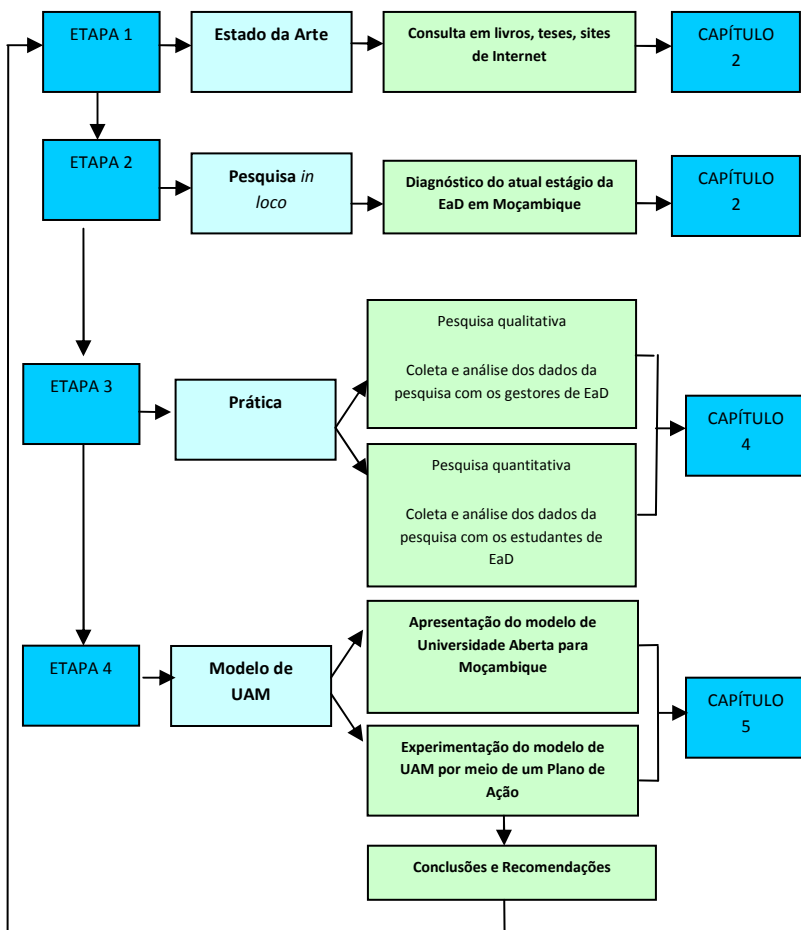 ETAPA 1
Estado da Arte
Consulta em livros, teses, sites
de Internet
CAPÍTULO
2
ETAPA 2
Pesquisa in
loco
Diagnóstico do atual estágio da
EaD em Moçambique
CAPÍTULO
2
ETAPA 3
Prática
Pesquisa qualitativa
Coleta e análise dos dados da
pesquisa com os gestores de EaD
Pesquisa quantitativa
Coleta e análise dos dados da
pesquisa com os estudantes de
EaD
CAPÍTULO
4
ETAPA 4
Modelo de
UAM
Apresentação do modelo de
Universidade Aberta para
Moçambique
Experimentação do modelo de
UAM por meio de um Plano de
Ação
CAPÍTULO
5
Conclusões e Recomendações